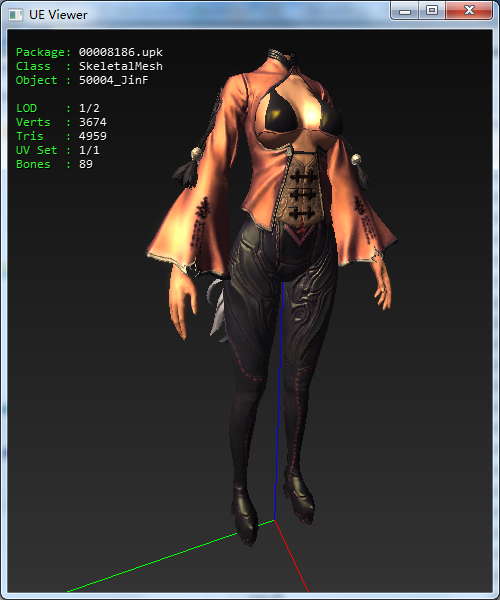 UE Viewer
Package: 00008186.upk
Class  : SkeletalMesh
Object : 50004_JinF
LOD    : 1/2
Verts  : 3674
Tris   : 4959
UV Set : 1/1
Bones  : 89